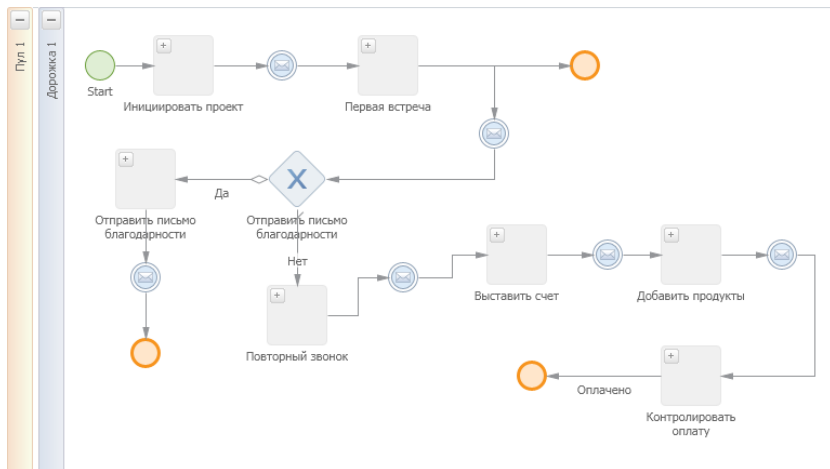 Пул 1
Дорожка 1
Start
Инициировать проект
Первая встреча
Да
Отправить письмо
благодарности
Отправить письмо
благодарности
Нет
Повторный звонок
Выставить счет
Добавить продукты
Оплачено
Контролировать
оплату